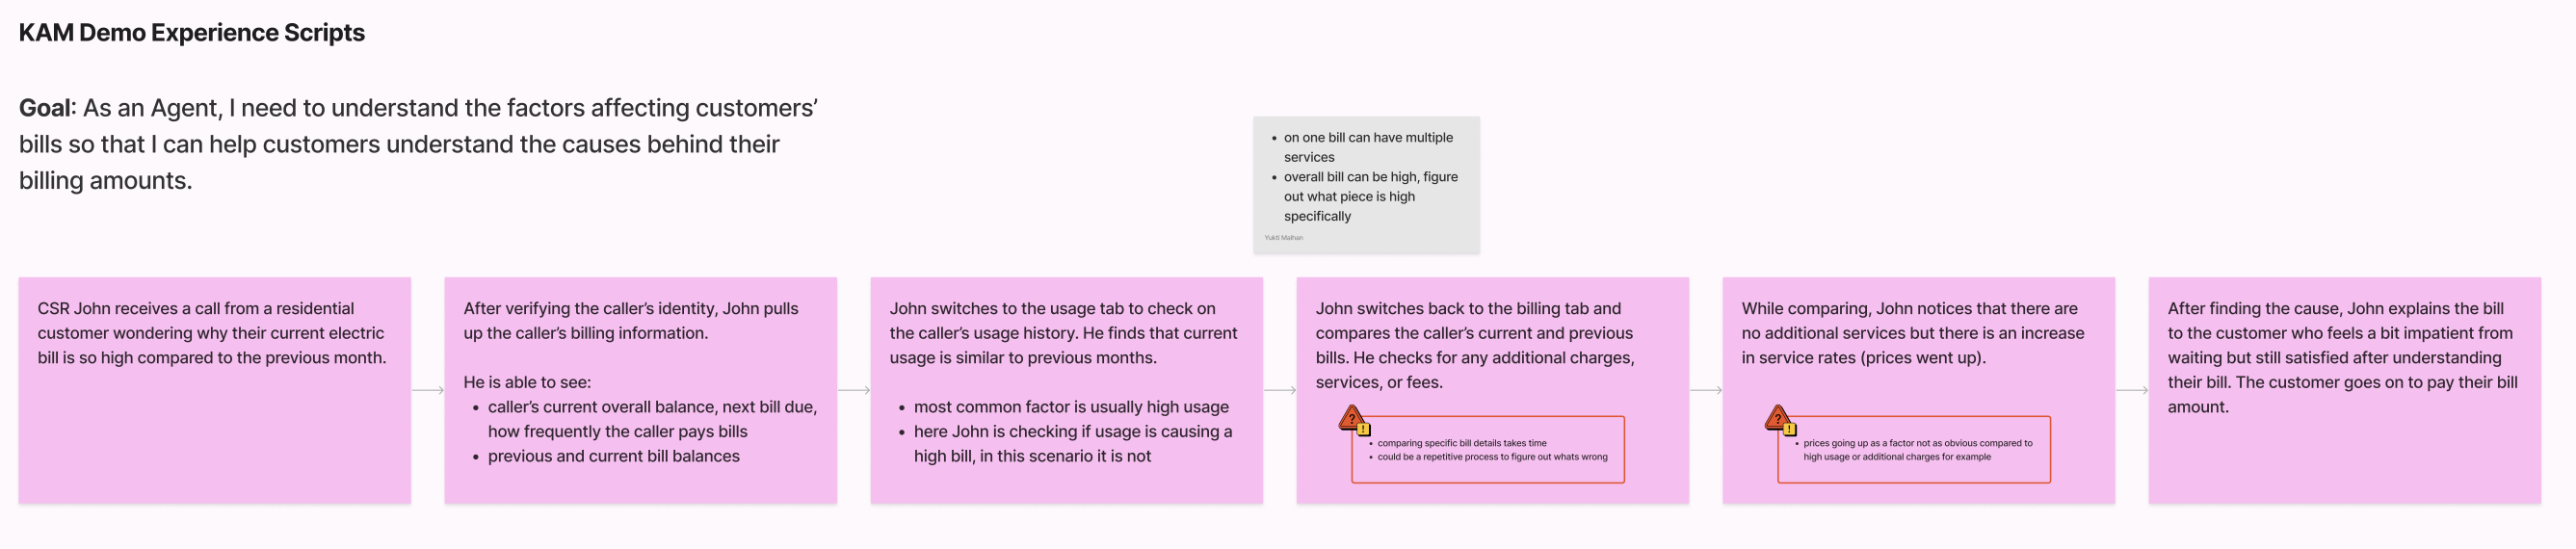 KAM Demo Experience Scripts
Goal: As an Agent, I need to understand the factors affecting customers’
bills so that I can help customers understand the causes behind their
billing amounts.
• on one bill can have multiple
services
• overall bill can be high, figure
out what piece is high
specifically
Yukti Malhan
CSR John receives a call from a residential
customer wondering why their current electric
bill is so high compared to the previous month.
After verifying the caller’s identity, John pulls
up the caller’s billing information.
He is able to see:
• caller’s current overall balance, next bill due,
how frequently the caller pays bills
• previous and current bill balances
John switches to the usage tab to check on
the caller’s usage history. He finds that current
usage is similar to previous months.
• most common factor is usually high usage
• here John is checking if usage is causing a
high bill, in this scenario it is not
John switches back to the billing tab and
compares the caller’s current and previous
bills. He checks for any additional charges,
services, or fees.
? !
• comparing specific bill details takes time
• could be a repetitive process to figure out whats wrong
While comparing, John notices that there are
no additional services but there is an increase
in service rates (prices went up).
? !
• prices going up as a factor not as obvious compared to
high usage or additional charges for example
After finding the cause, John explains the bill
to the customer who feels a bit impatient from
waiting but still satisfied after understanding
their bill. The customer goes on to pay their bill
amount.